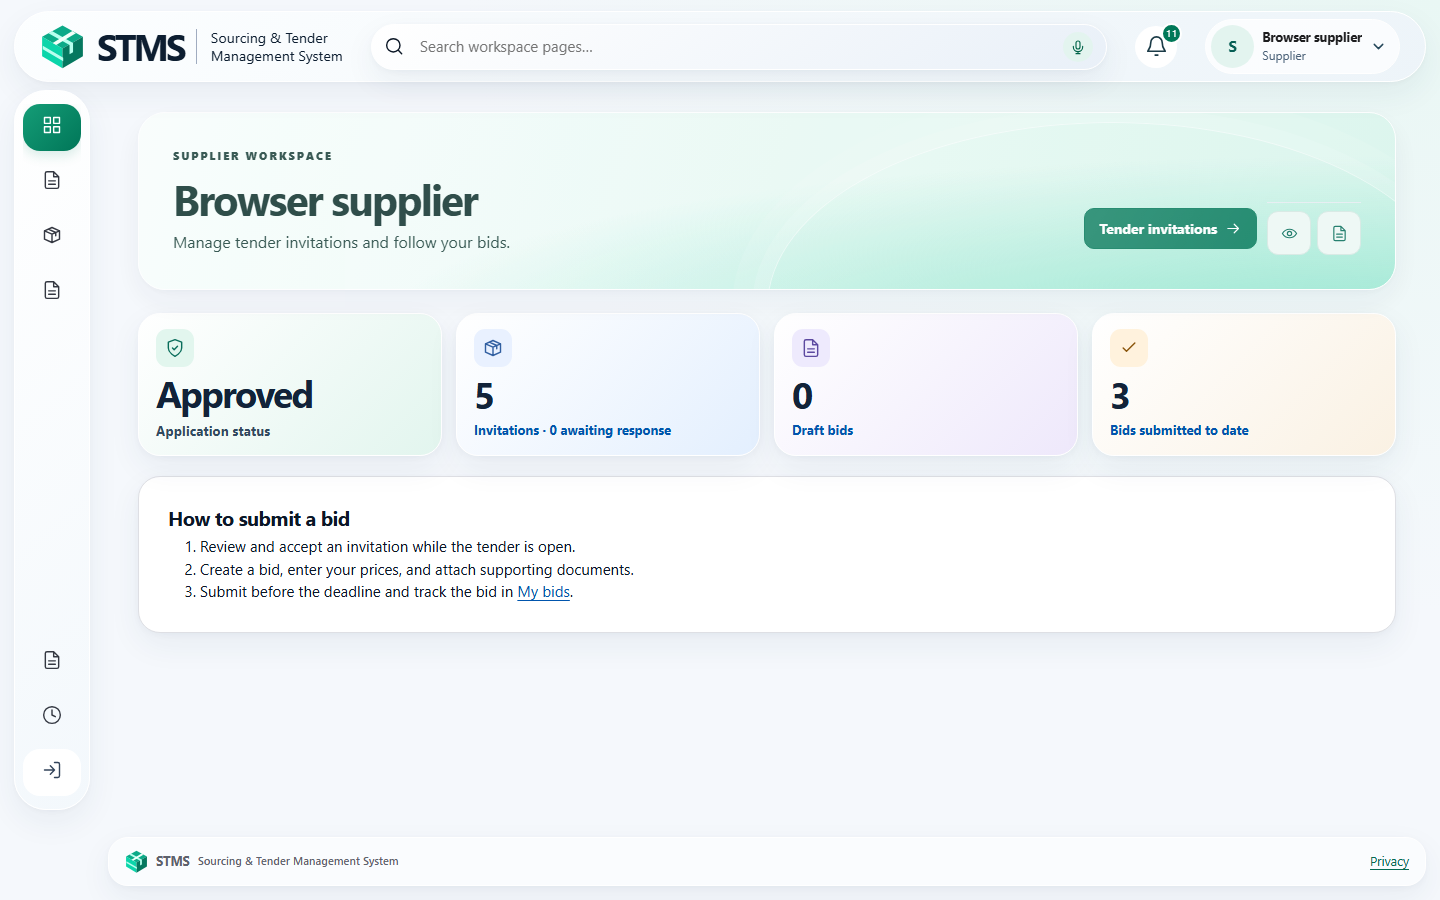 STMS
Sourcing & Tender
Management System
Search workspace pages...
11
S
Browser supplier
Supplier
SUPPLIER WORKSPACE
Browser supplier
Manage tender invitations and follow your bids.
Tender invitations
Approved
Application status
5
Invitations · 0 awaiting response
0
Draft bids
3
Bids submitted to date
How to submit a bid
1. Review and accept an invitation while the tender is open.
2. Create a bid, enter your prices, and attach supporting documents.
3. Submit before the deadline and track the bid in My bids.
STMS Sourcing & Tender Management System
Privacy